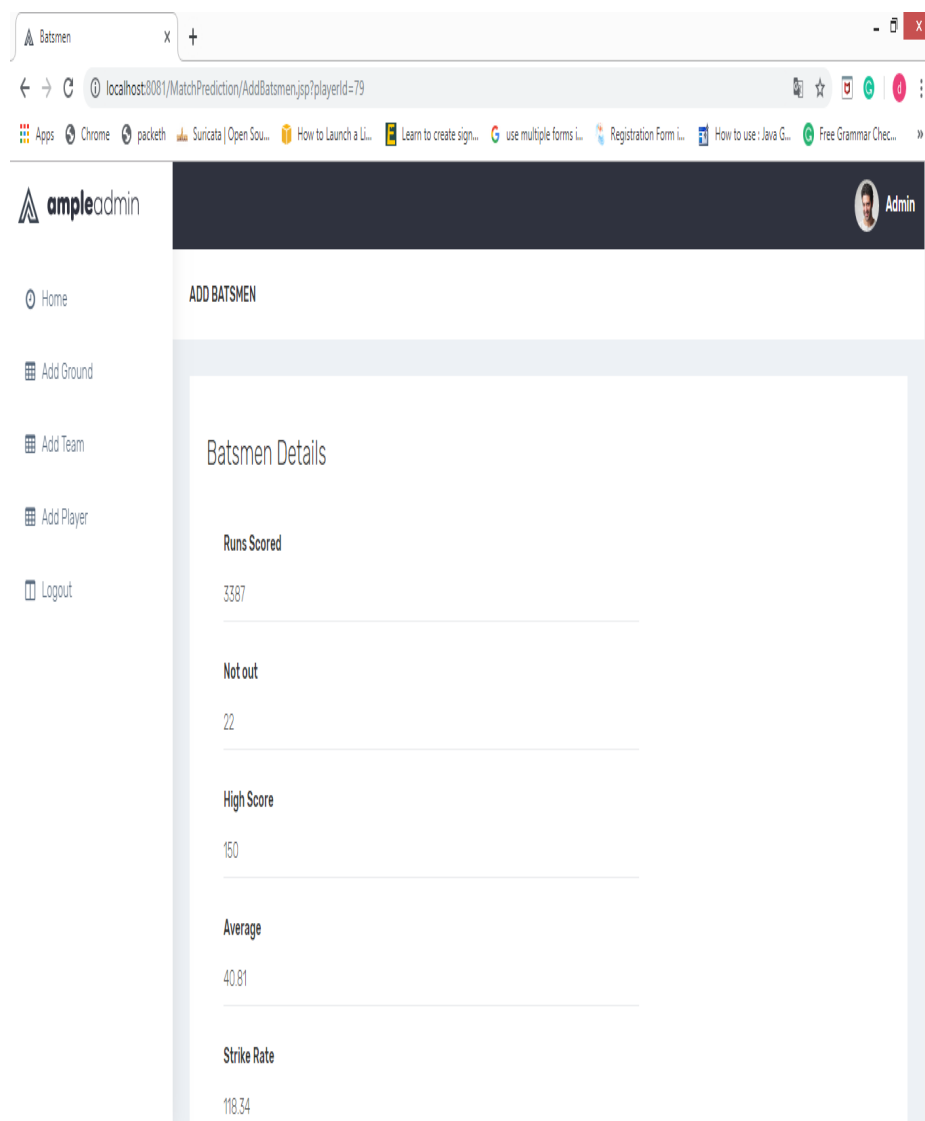 Batsmen
localhost:8081/MatchPrediction/AddBatsmen.jsp?playerId=79
Apps Chrome packeth Suricata | Open Sou... How to Launch a Li... Learn to create sign... use multiple forms i... Registration Form i... How to use : Java G... Free Grammar Chec... »
ampleadmin
Admin
Home
ADD BATSMEN
Add Ground
Add Team
Batsmen Details
Add Player
Runs Scored
Logout
3387
Not out
22
High Score
150
Average
40.81
Strike Rate
118.34